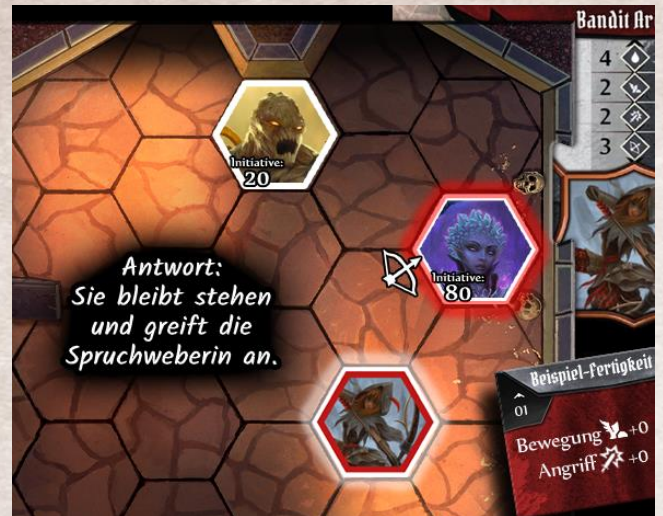 Bandit Ar
4
2
2
3
Initiative:
20
Initiative:
80
Antwort:
Sie bleibt stehen
und greift die
Spruchweberin an.
Beispiel-Fertigkeit
01
Bewegung +0
Angriff +0